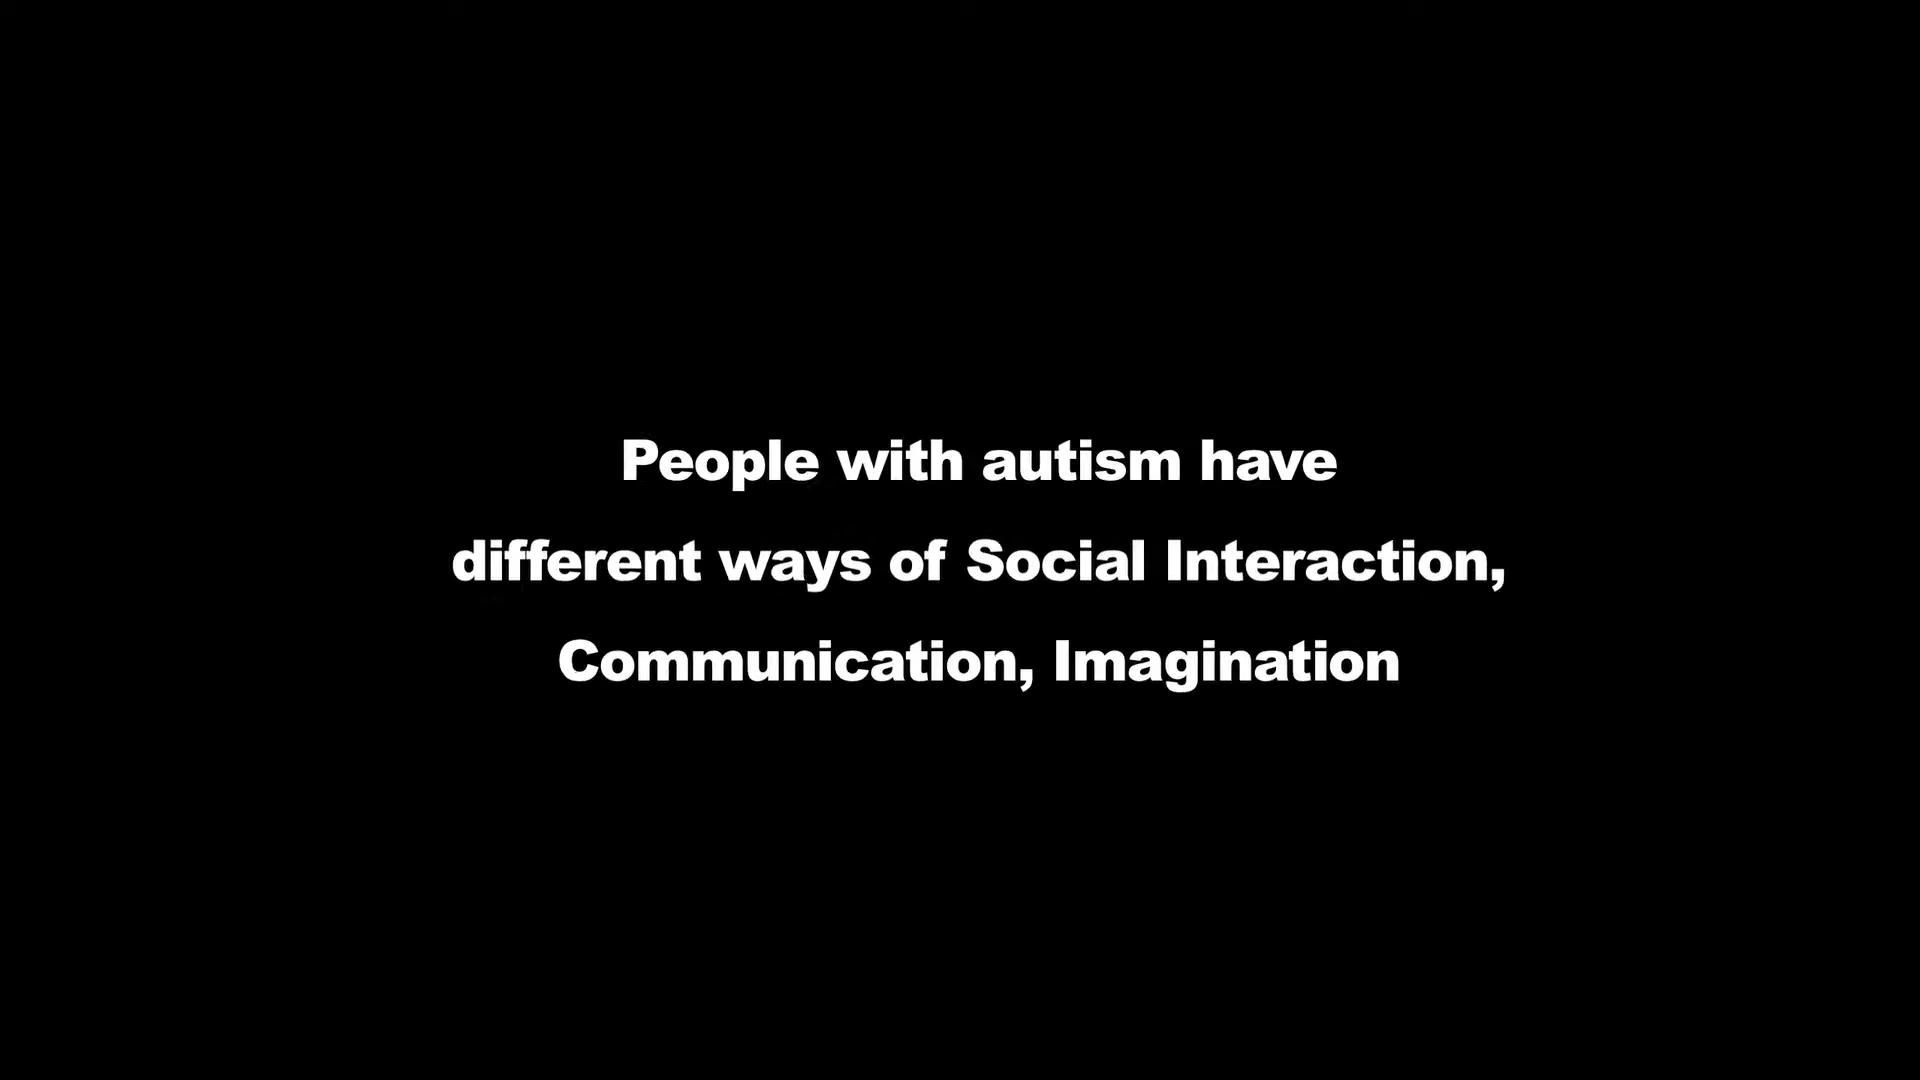 People with autism have
different ways of Social Interaction,
Communication, Imagination